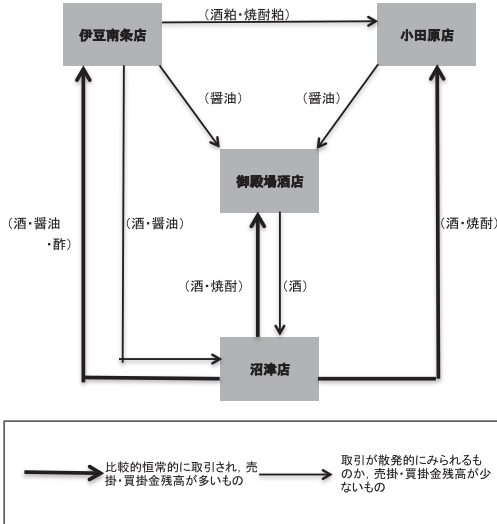 (酒粕・焼酎粕)
伊豆南条店
小田原店
(醤油)
(醤油)
御殿場酒店
(酒・醤油
・酢)
(酒・醤油)
(酒・焼酎)
(酒・焼酎)
(酒)
沼津店
比較的恒常的に取引され，売
掛・買掛金残高が多いもの
取引が散発的にみられるも
のか，売掛・買掛金残高が少
ないもの